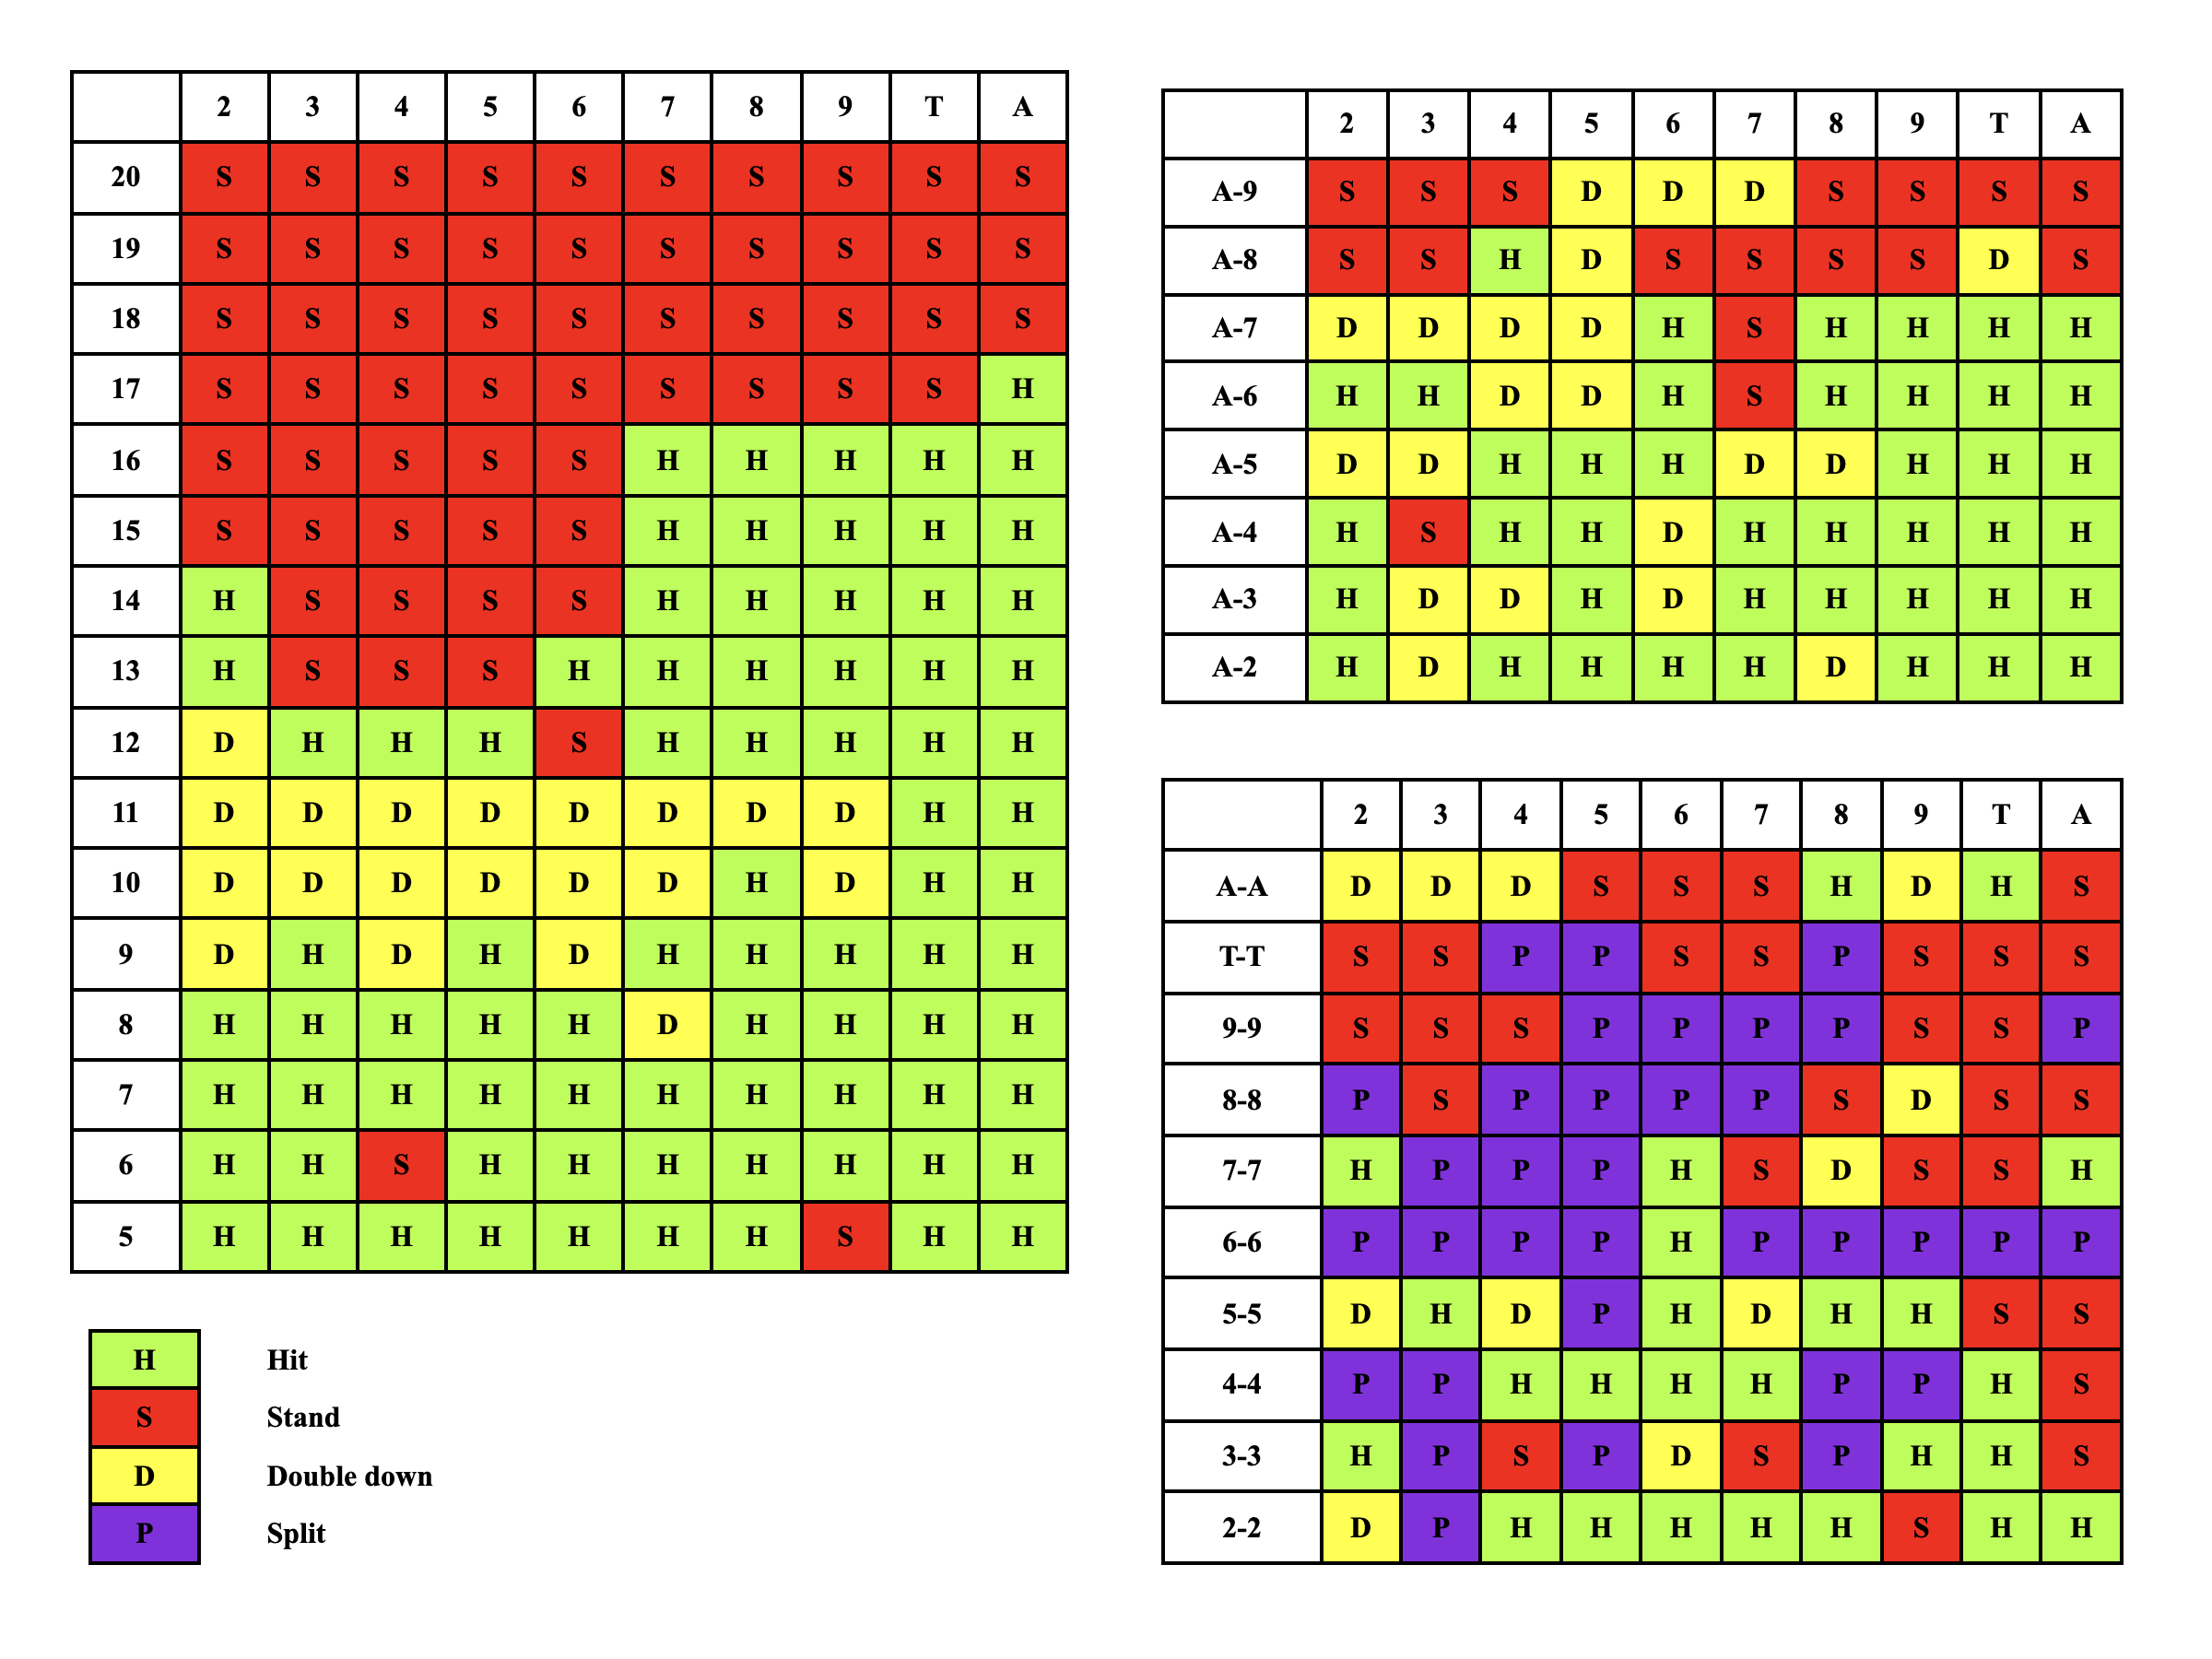 2 3 4 5 6 7 8 9 T A
20 S S S S S S S S S S
19 S S S S S S S S S S
18 S S S S S S S S S S
17 S S S S S S S S S H
16 S S S S S H H H H H
15 S S S S S H H H H H
14 H S S S S H H H H H
13 H S S S H H H H H H
12 D H H H S H H H H H
11 D D D D D D D D H H
10 D D D D D D H D H H
9 D H D H D H H H H H
8 H H H H H D H H H H
7 H H H H H H H H H H
6 H H S H H H H H H H
5 H H H H H H H S H H
H Hit
S Stand
D Double down
P Split
2 3 4 5 6 7 8 9 T A
A-9 S S S D D D S S S S
A-8 S S H D S S S S D S
A-7 D D D D H S H H H H
A-6 H H D D H S H H H H
A-5 D D H H H D D H H H
A-4 H S H H D H H H H H
A-3 H D D H D H H H H H
A-2 H D H H H H D H H H
2 3 4 5 6 7 8 9 T A
A-A D D D S S S H D H S
T-T S S P P S S P S S S
9-9 S S S P P P P S S P
8-8 P S P P P P S D S S
7-7 H P P P H S D S S H
6-6 P P P P H P P P P P
5-5 D H D P H D H H S S
4-4 P P H H H H P P H S
3-3 H P S P D S P H H S
2-2 D P H H H H H S H H